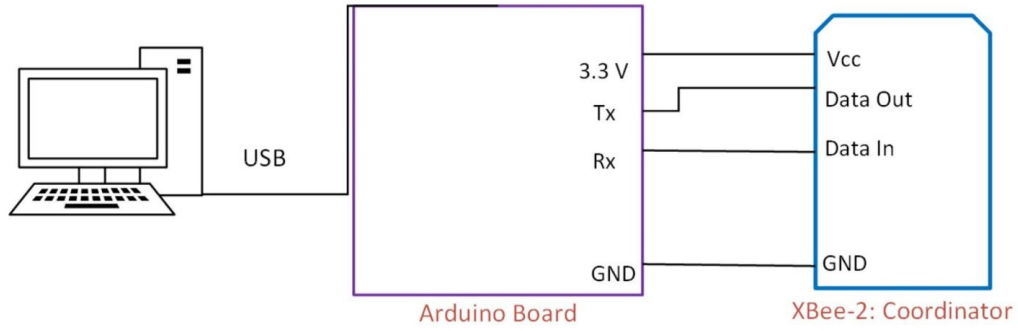 USB
3.3 V
Tx
Rx
GND
Vcc
Data Out
Data In
GND
Arduino Board
XBee-2: Coordinator